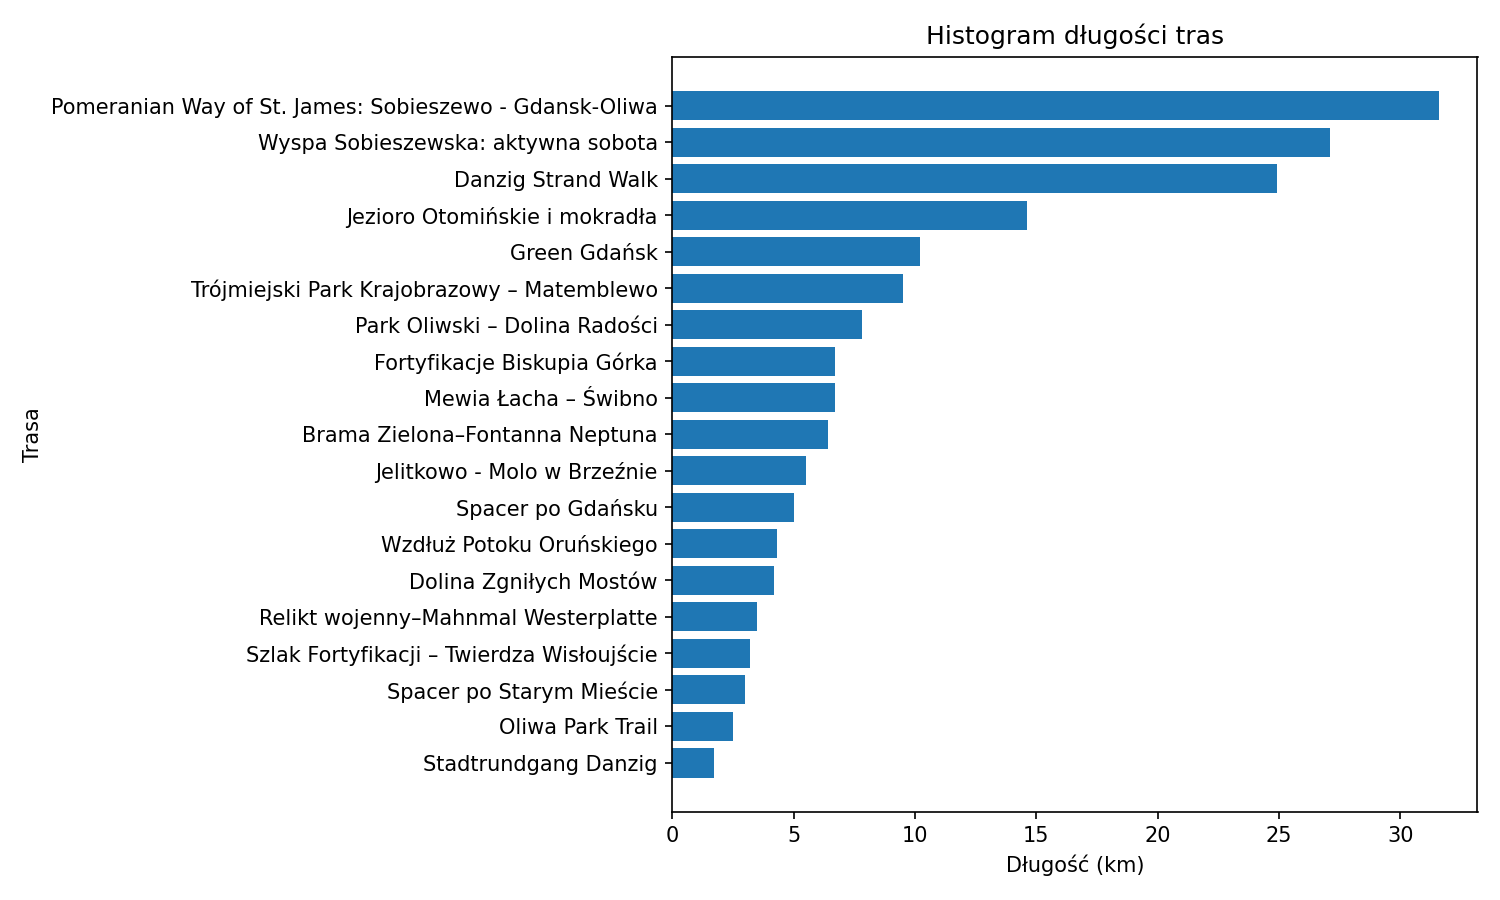 Histogram długości tras
Pomeranian Way of St. James: Sobieszewo - Gdansk-Oliwa
Wyspa Sobieszewska: aktywna sobota
Danzig Strand Walk
Jezioro Otomińskie i mokradła
Green Gdańsk
Trójmiejski Park Krajobrazowy – Matemblewo
Park Oliwski – Dolina Radości
Fortyfikacje Biskupia Górka
Mewia Łacha – Świbno
Brama Zielona–Fontanna Neptuna
Jelitkowo - Molo w Brzeźnie
Spacer po Gdańsku
Wzdłuż Potoku Oruńskiego
Dolina Zgniłych Mostów
Relikt wojenny–Mahnmal Westerplatte
Szlak Fortyfikacji – Twierdza Wisłoujście
Spacer po Starym Mieście
Oliwa Park Trail
Stadtrundgang Danzig
Trasa
0 5 10 15 20 25 30
Długość (km)